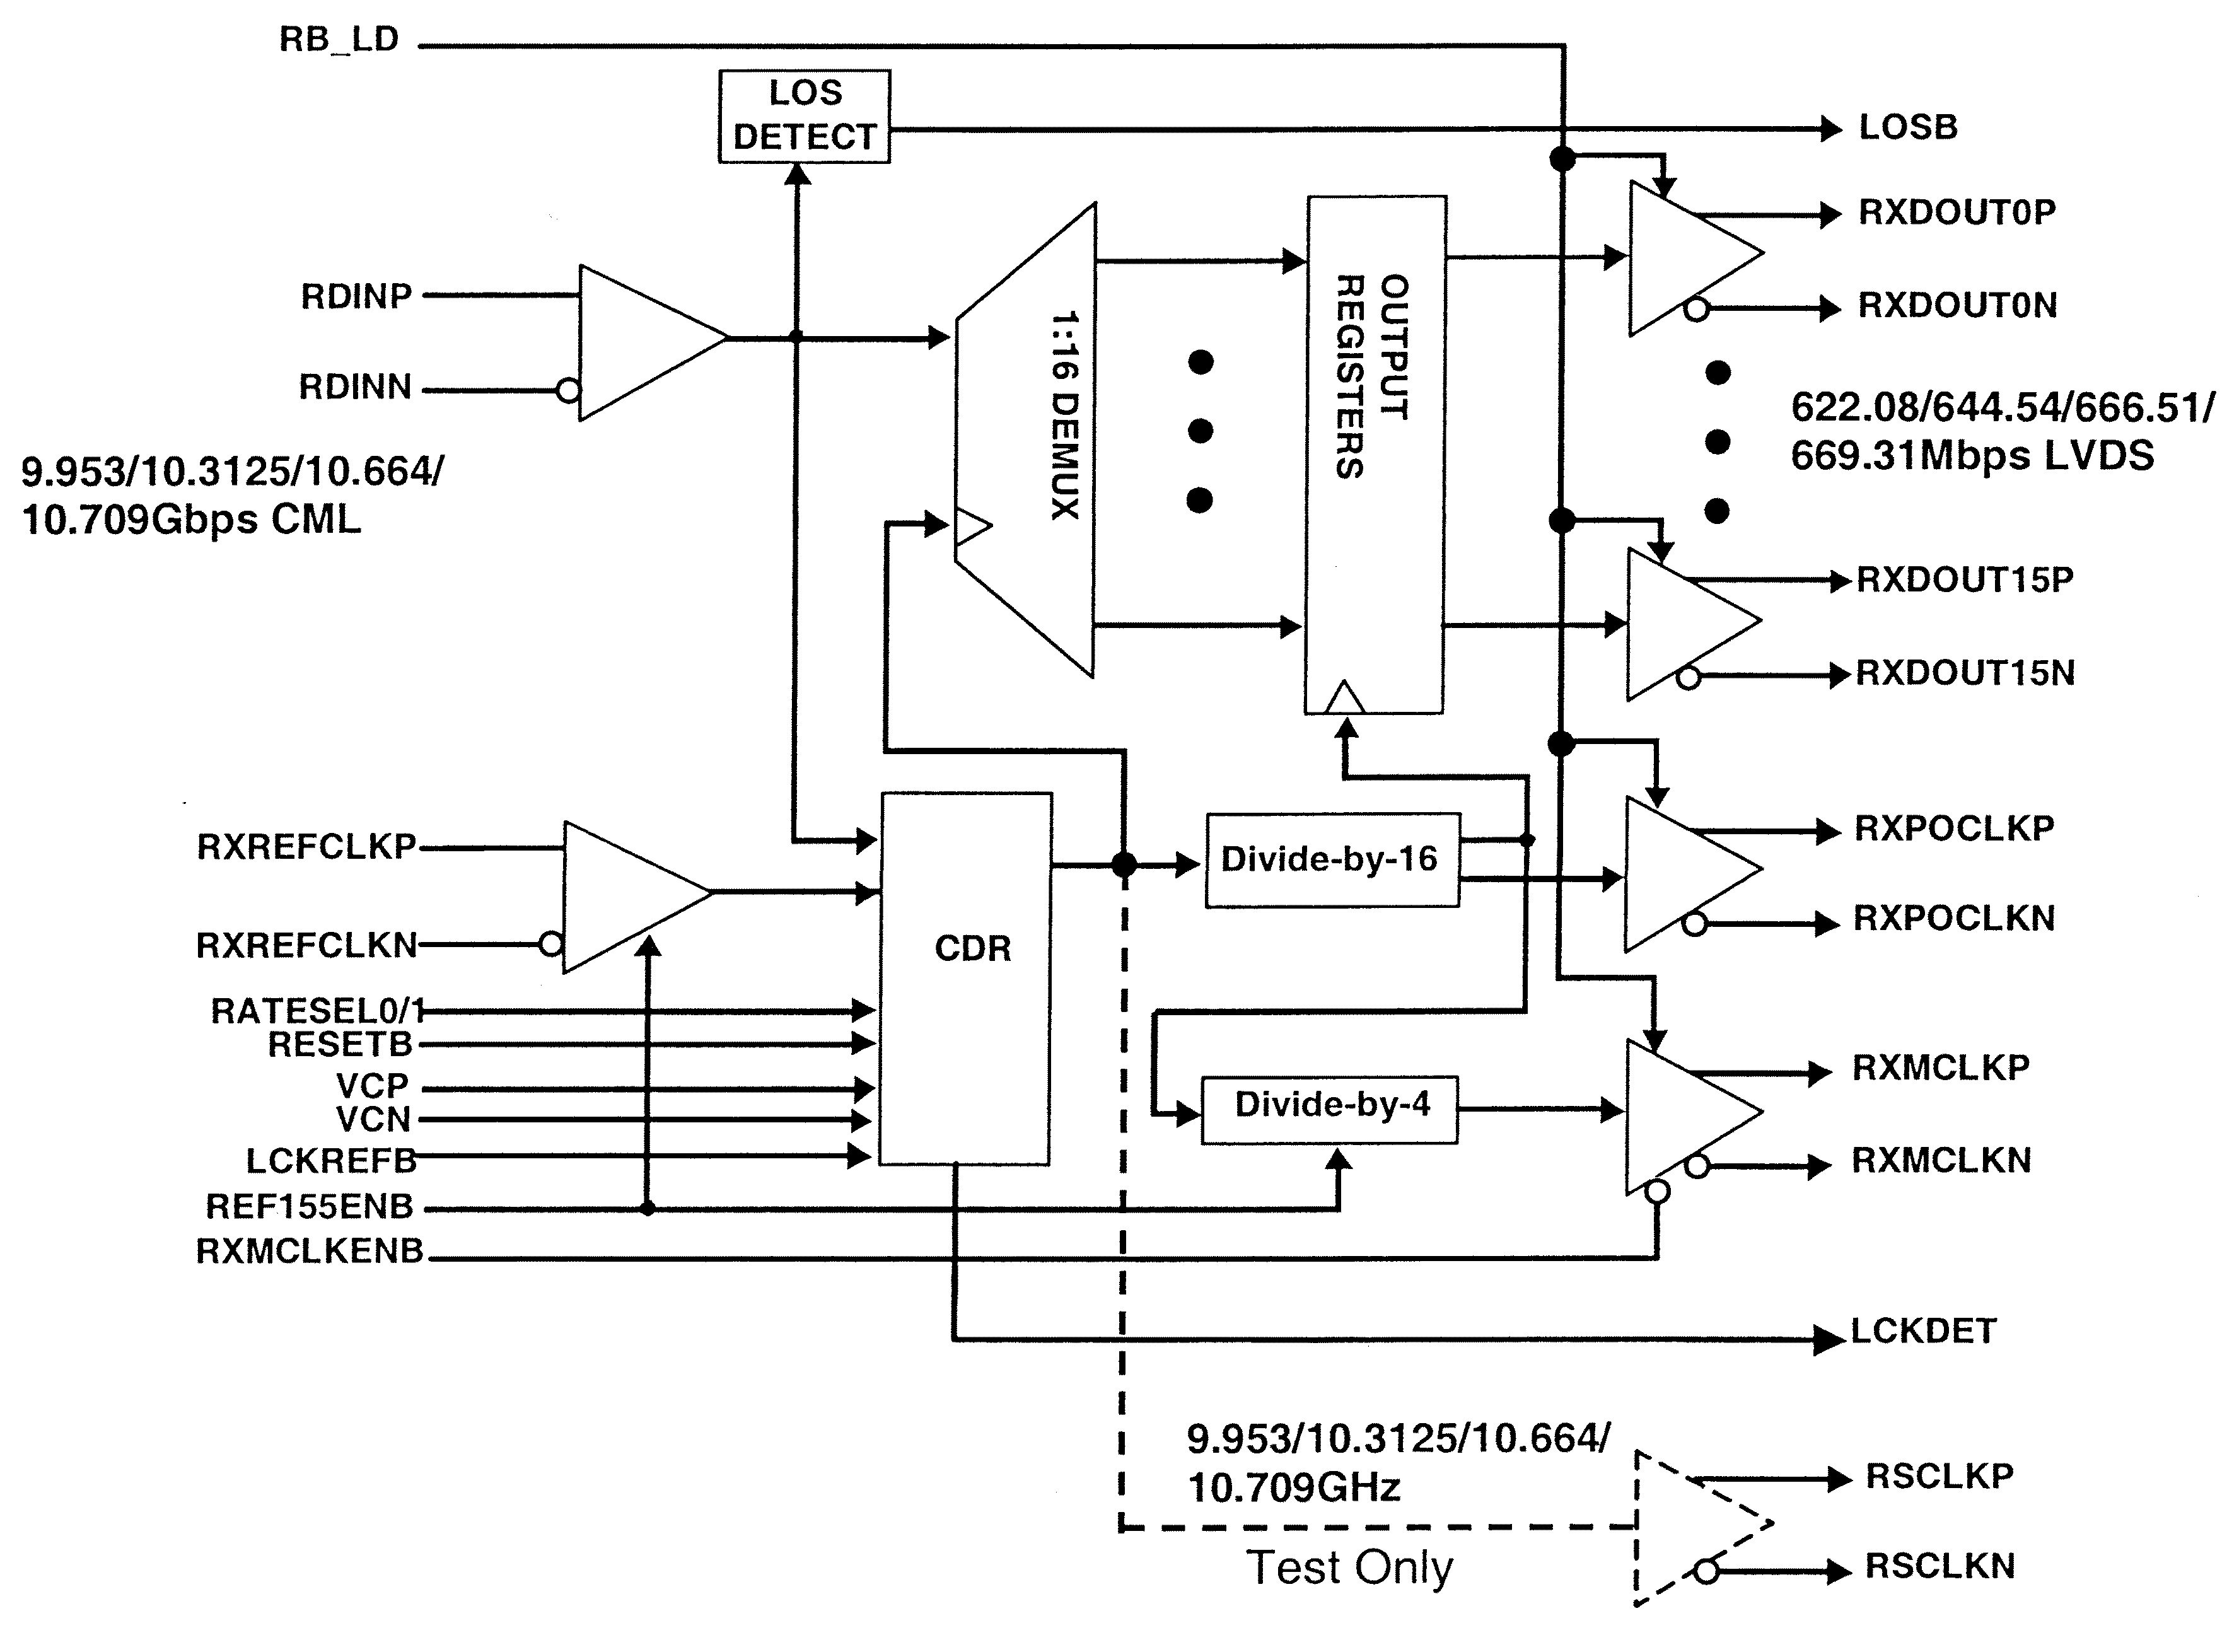 RB_LD
LOS
DETECT
LOSB
RXDOUT0P
RXDOUT0N
RDINP
RDINN
9.953/10.3125/10.664/
10.709Gbps CML
1:16 DEMUX
OUTPUT
REGISTERS
622.08/644.54/666.51/
669.31Mbps LVDS
RXDOUT15P
RXDOUT15N
RXREFCLKP
RXREFCLKN
CDR
Divide-by-16
RXPOCLKP
RXPOCLKN
RATESEL0/1
RESETB
VCP
VCN
LCKREFB
REF155ENB
RXMCLKENB
Divide-by-4
RXMCLKP
RXMCLKN
LCKDET
9.953/10.3125/10.664/
10.709GHz
Test Only
RSCLKP
RSCLKN